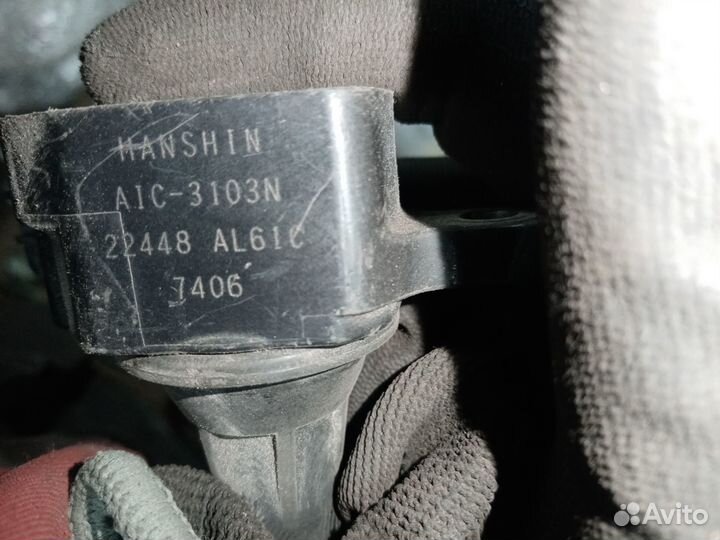 HANSHIN
AIC-3103N
22448 AL61C
7406
Avito